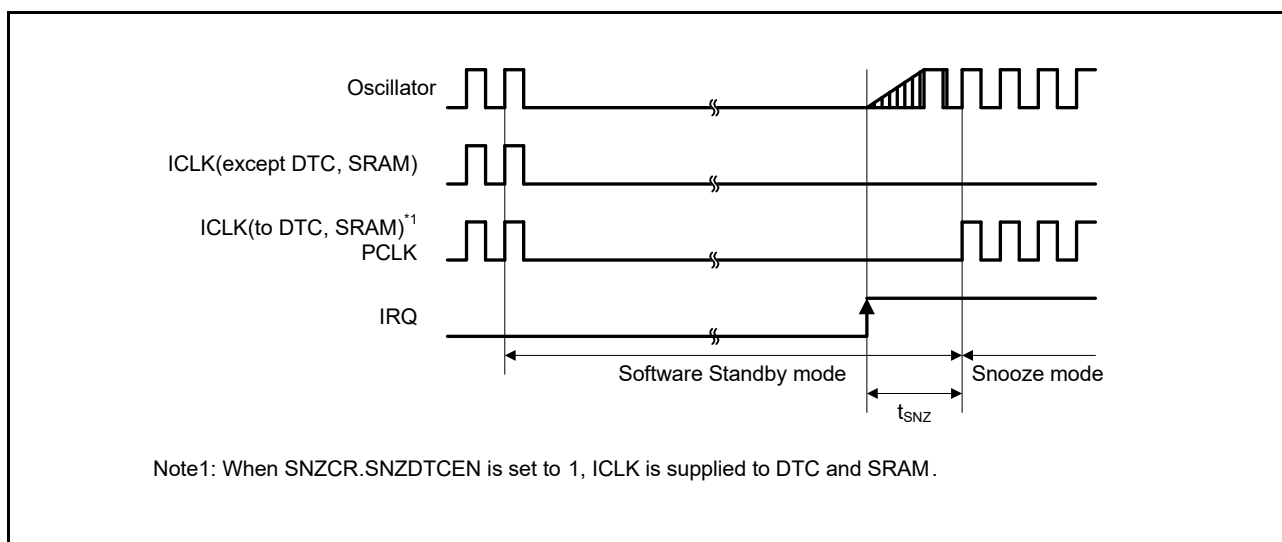 Oscillator
ICLK(except DTC, SRAM)
ICLK(to DTC, SRAM)*1
PCLK
IRQ
Software Standby mode
Snooze mode
tSNZ
Note1: When SNZCR.SNZDTCEN is set to 1, ICLK is supplied to DTC and SRAM.